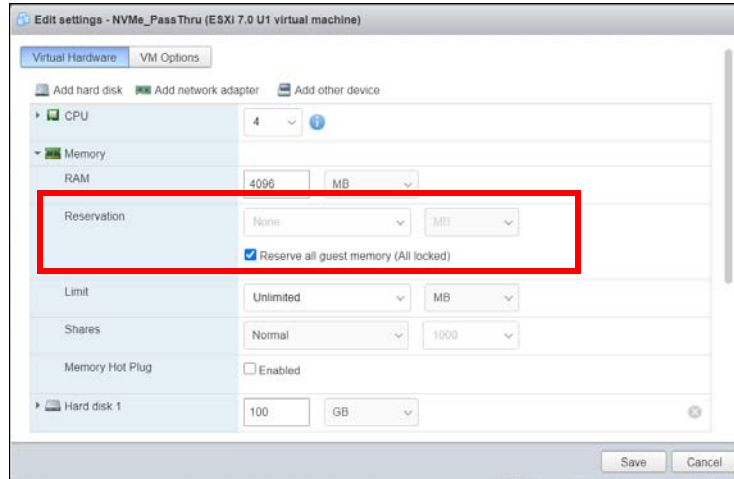 Edit settings - NVMe_PassThru (ESXi 7.0 U1 virtual machine)
Virtual Hardware VM Options
Add hard disk Add network adapter Add other device
CPU 4
Memory
RAM 4096 MB
Reservation None MB
Reserve all guest memory (All locked)
Limit Unlimited MB
Shares Normal 1000
Memory Hot Plug Enabled
Hard disk 1 100 GB
Save Cancel